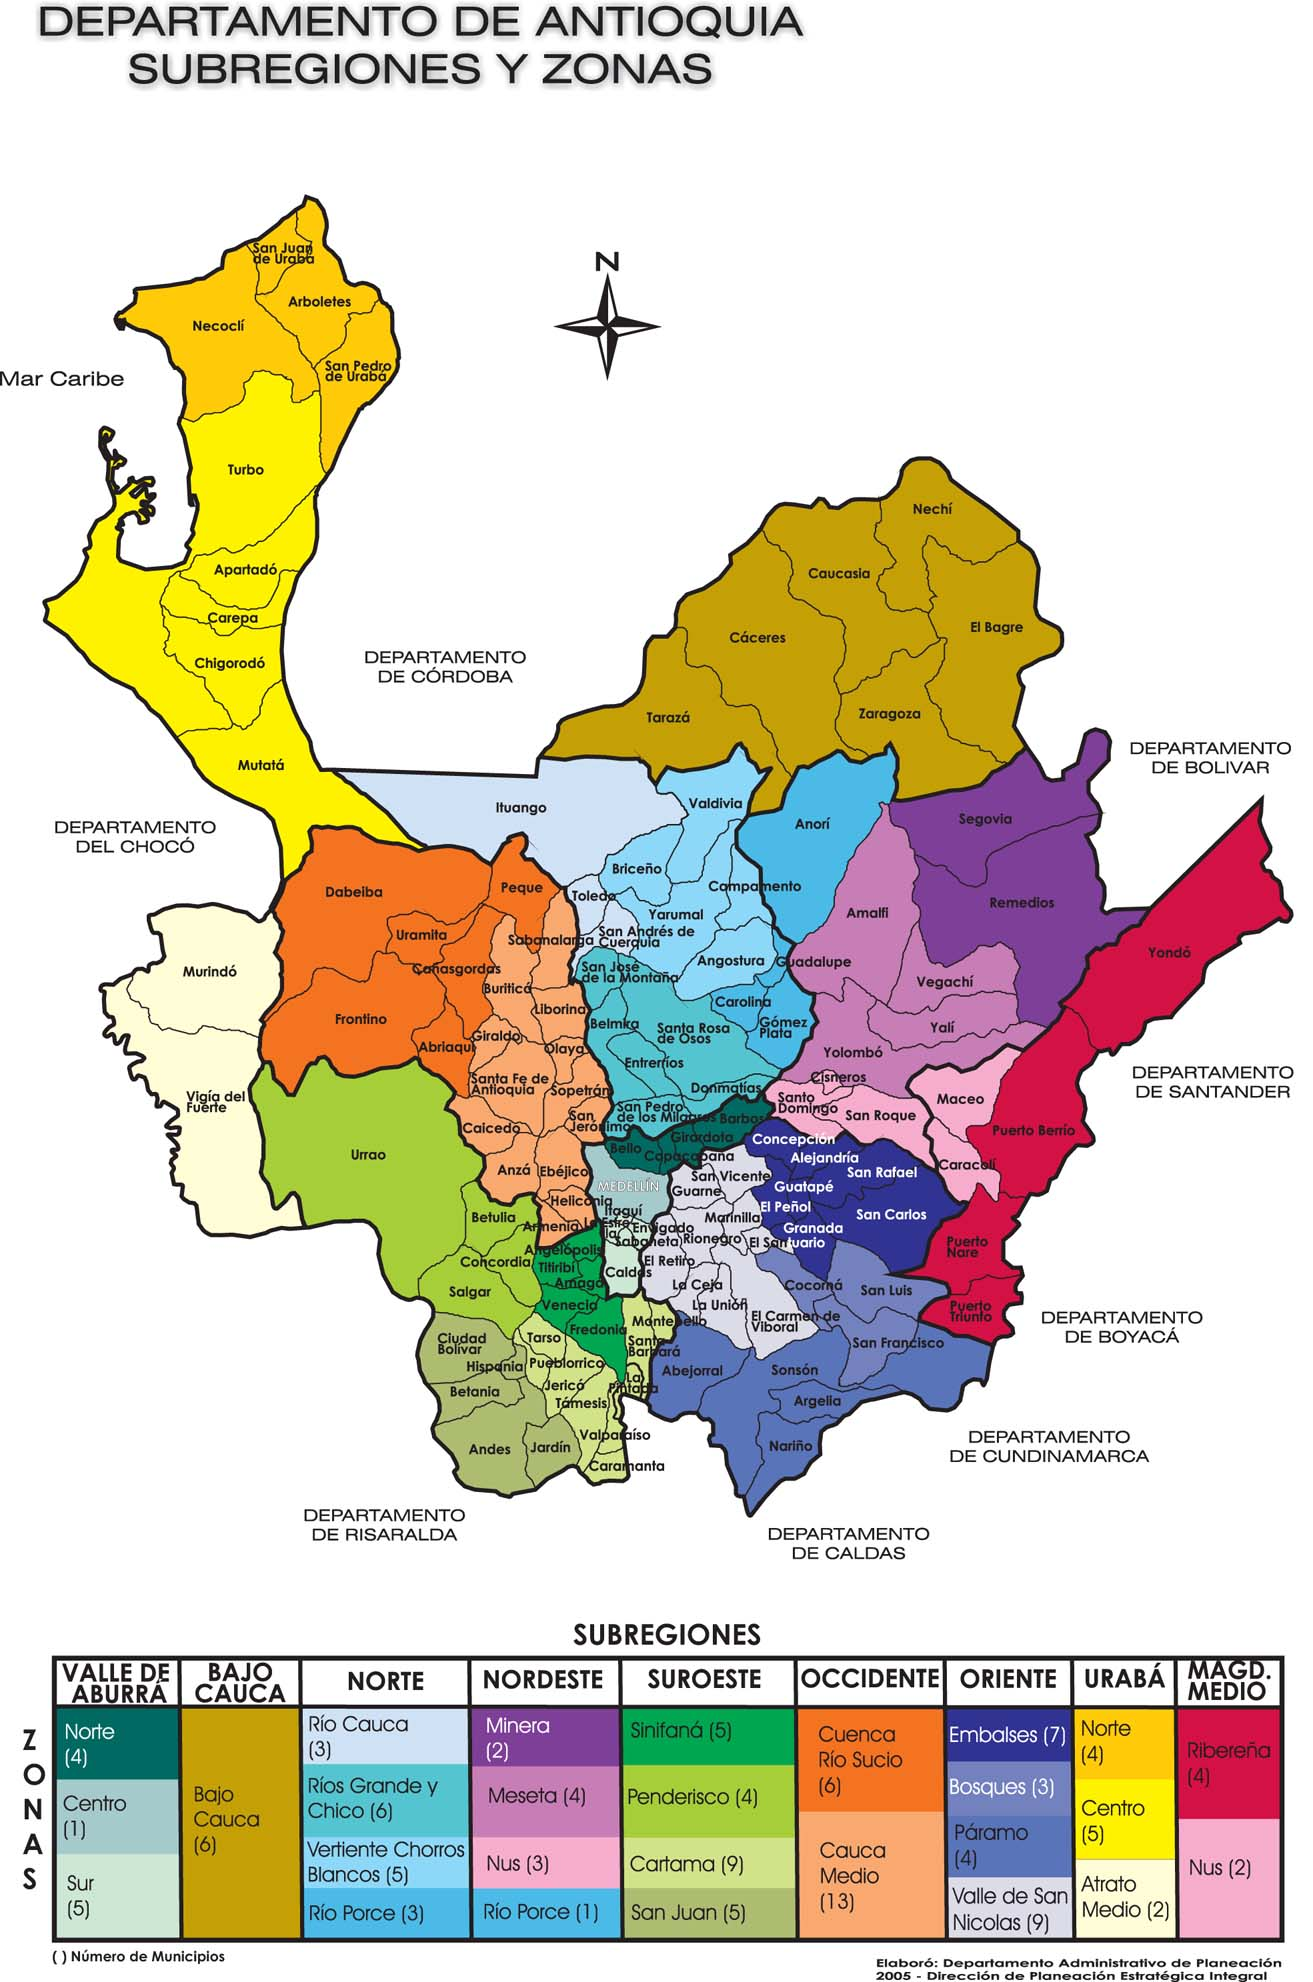 DEPARTAMENTO DE ANTIOQUIA
SUBREGIONES Y ZONAS
N
San Juan
de Urabá
Arboletes
Necoclí
San Pedro
de Urabá
Mar Caribe
Turbo
Apartadó
Carepa
Chigorodó
Mutatá
Nechí
Caucasia
El Bagre
Cáceres
Zaragoza
Tarazá
DEPARTAMENTO
DE CÓRDOBA
DEPARTAMENTO
DE BOLIVAR
DEPARTAMENTO
DEL CHOCÓ
Ituango
Valdivia
Anorí
Segovia
Briceño
Toledo
Campamento
Yarumal
San Andrés de
Cuerquia
Angostura
Amalfi
Remedios
Yondó
Dabeiba
Peque
Uramita
Sabanalarga
Cañasgordas
Buriticá
Frontino
Abriaqui
Giraldo
Liborina
Olaya
Santa Fe de
Antioquia
Sopetrán
San
Jerónimo
Caicedo
Anzá
Ebéjico
Heliconia
Armenia
Murindó
Vigía del
Fuerte
San José
de la Montaña
Belmira
Santa Rosa
de Osos
Entrerríos
Donmatías
San Pedro
de los Milagros
Guadalupe
Carolina
Gómez
Plata
Vegachí
Yalí
Yolombó
Cisneros
Santo
Domingo
San Roque
Maceo
Puerto Berrío
Caracolí
DEPARTAMENTO
DE SANTANDER
Barbosa
Girardota
Copacabana
Bello
MEDELLÍN
Itaguí
La Estrella
Envigado
Sabaneta
Caldas
Concepción
Alejandría
San Rafael
Guatapé
El Peñol
San Carlos
Granada
San Vicente
Guarne
Marinilla
Rionegro
El Santuario
El Retiro
La Ceja
La Unión
El Carmen de
Viboral
Cocorná
San Luis
San Francisco
Puerto
Nare
Puerto
Triunfo
DEPARTAMENTO
DE BOYACÁ
Urrao
Betulia
Concordia
Salgar
Angelópolis
Titiribí
Amagá
Venecia
Fredonia
Ciudad
Bolívar
Hispania
Betania
Andes
Jardín
Tarso
Pueblorrico
Jericó
Támesis
Valparaíso
Caramanta
Montebello
Santa
Barbará
La
Pintada
Abejorral
Sonsón
Argelia
Nariño
DEPARTAMENTO
DE CUNDINAMARCA
DEPARTAMENTO
DE RISARALDA
DEPARTAMENTO
DE CALDAS
SUBREGIONES
ZONAS
VALLE DE
ABURRÁ
Norte
(4)
Centro
(1)
Sur
(5)
BAJO
CAUCA
Bajo
Cauca
(6)
NORTE
Río Cauca
(3)
Ríos Grande y
Chico (6)
Vertiente Chorros
Blancos (5)
Río Porce (3)
NORDESTE
Minera
(2)
Meseta (4)
Nus (3)
Río Porce (1)
SUROESTE
Sinifaná (5)
Penderisco (4)
Cartama (9)
San Juan (5)
OCCIDENTE
Cuenca
Río Sucio
(6)
Cauca
Medio
(13)
ORIENTE
Embalses (7)
Bosques (3)
Páramo
(4)
Valle de San
Nicolas (9)
URABÁ
Norte
(4)
Centro
(5)
Atrato
Medio (2)
MAGD.
MEDIO
Ribereña
(4)
Nus (2)
( ) Número de Municipios
Elaboró: Departamento Administrativo de Planeación
2005 - Dirección de Planeación Estratégica Integral